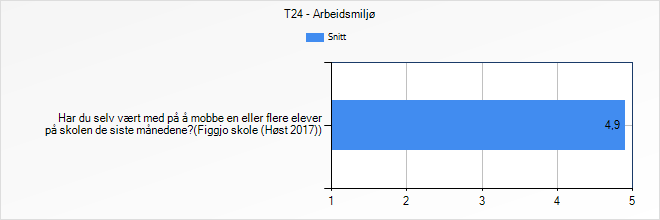 T24 - Arbeidsmiljø
Snitt
Har du selv vært med på å mobbe en eller flere elever
på skolen de siste månedene?(Figgjo skole (Høst 2017))
4,9
1 2 3 4 5